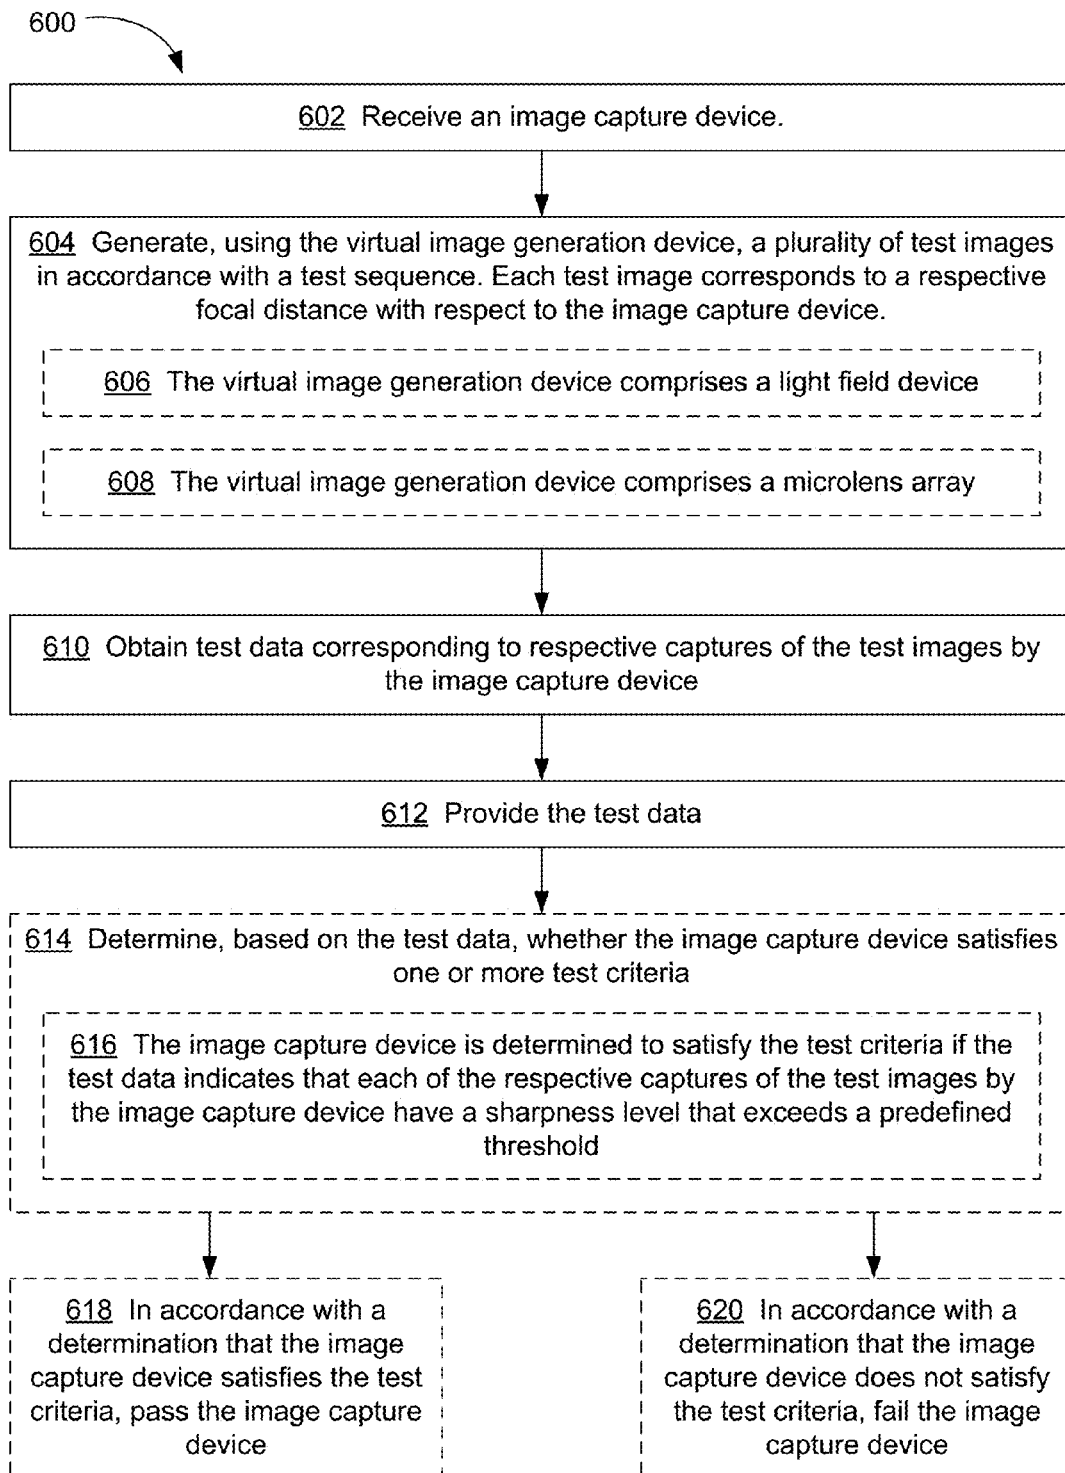 600
602 Receive an image capture device.
604 Generate, using the virtual image generation device, a plurality of test images
in accordance with a test sequence. Each test image corresponds to a respective
focal distance with respect to the image capture device.
606 The virtual image generation device comprises a light field device
608 The virtual image generation device comprises a microlens array
610 Obtain test data corresponding to respective captures of the test images by
the image capture device
612 Provide the test data
614 Determine, based on the test data, whether the image capture device satisfies
one or more test criteria
616 The image capture device is determined to satisfy the test criteria if the
test data indicates that each of the respective captures of the test images by
the image capture device have a sharpness level that exceeds a predefined
threshold
618 In accordance with a
determination that the image
capture device satisfies the test
criteria, pass the image capture
device
620 In accordance with a
determination that the image
capture device does not satisfy
the test criteria, fail the image
capture device